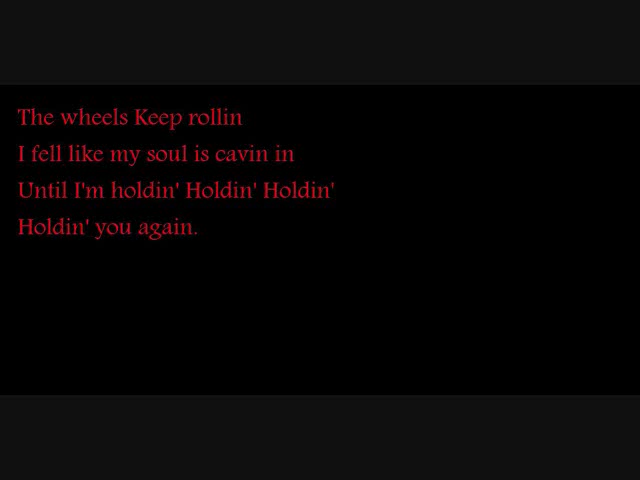 The wheels Keep rollin
I fell like my soul is cavin in
Until I'm holdin' Holdin' Holdin'
Holdin' you again.